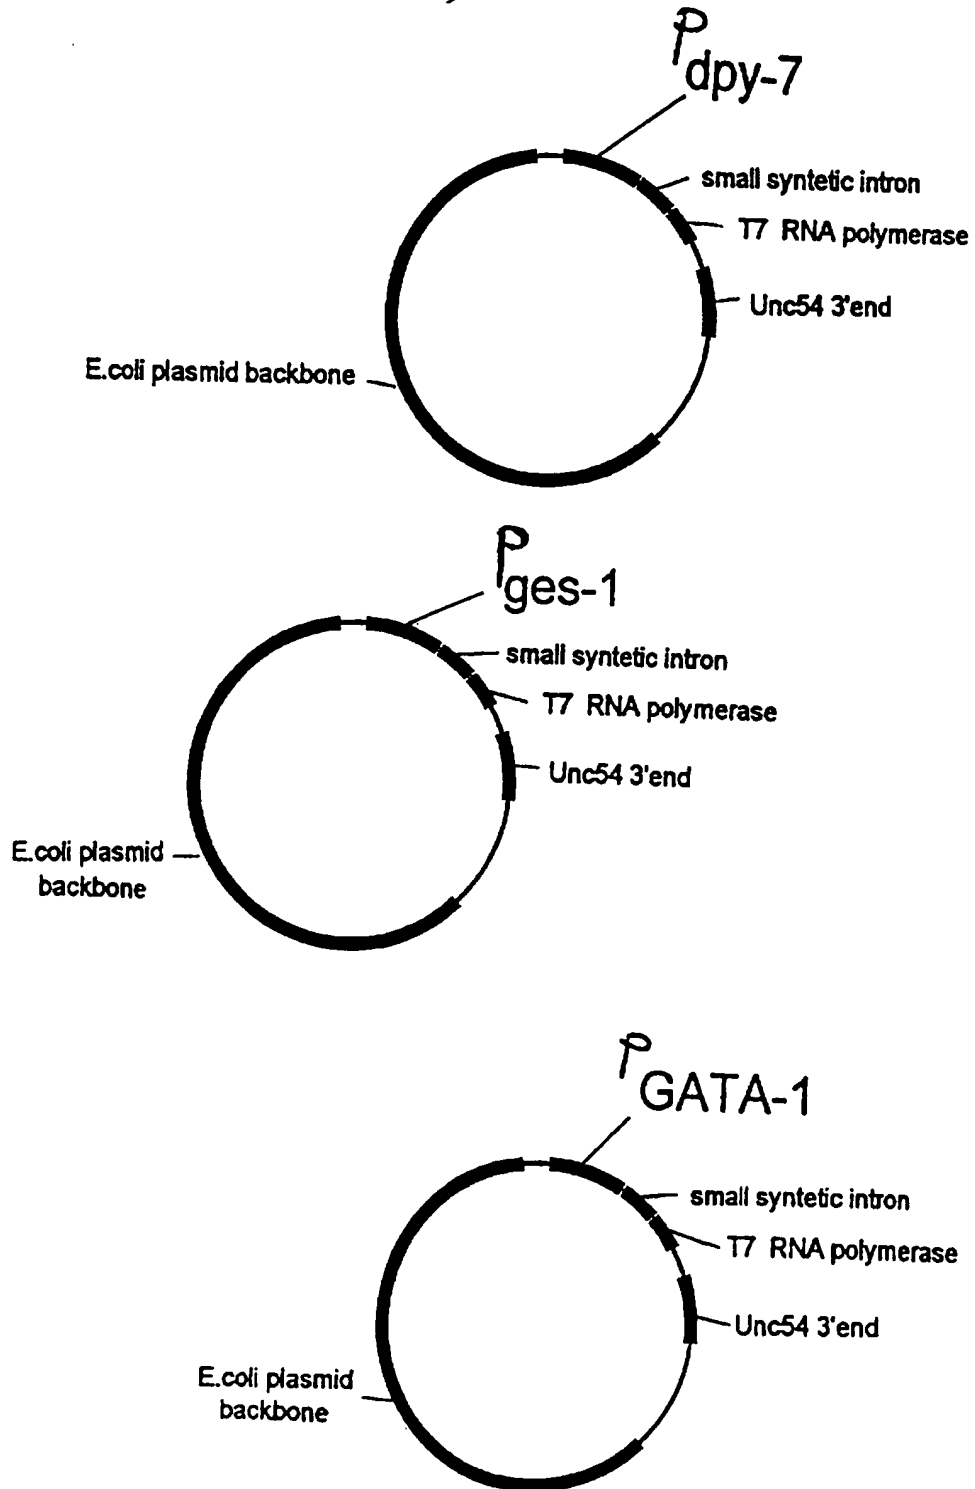 P
dpy-7
small syntetic intron
T7 RNA polymerase
Unc54 3'end
E.coli plasmid backbone
P
ges-1
small syntetic intron
T7 RNA polymerase
Unc54 3'end
E.coli plasmid
backbone
P
GATA-1
small syntetic intron
T7 RNA polymerase
Unc54 3'end
E.coli plasmid
backbone